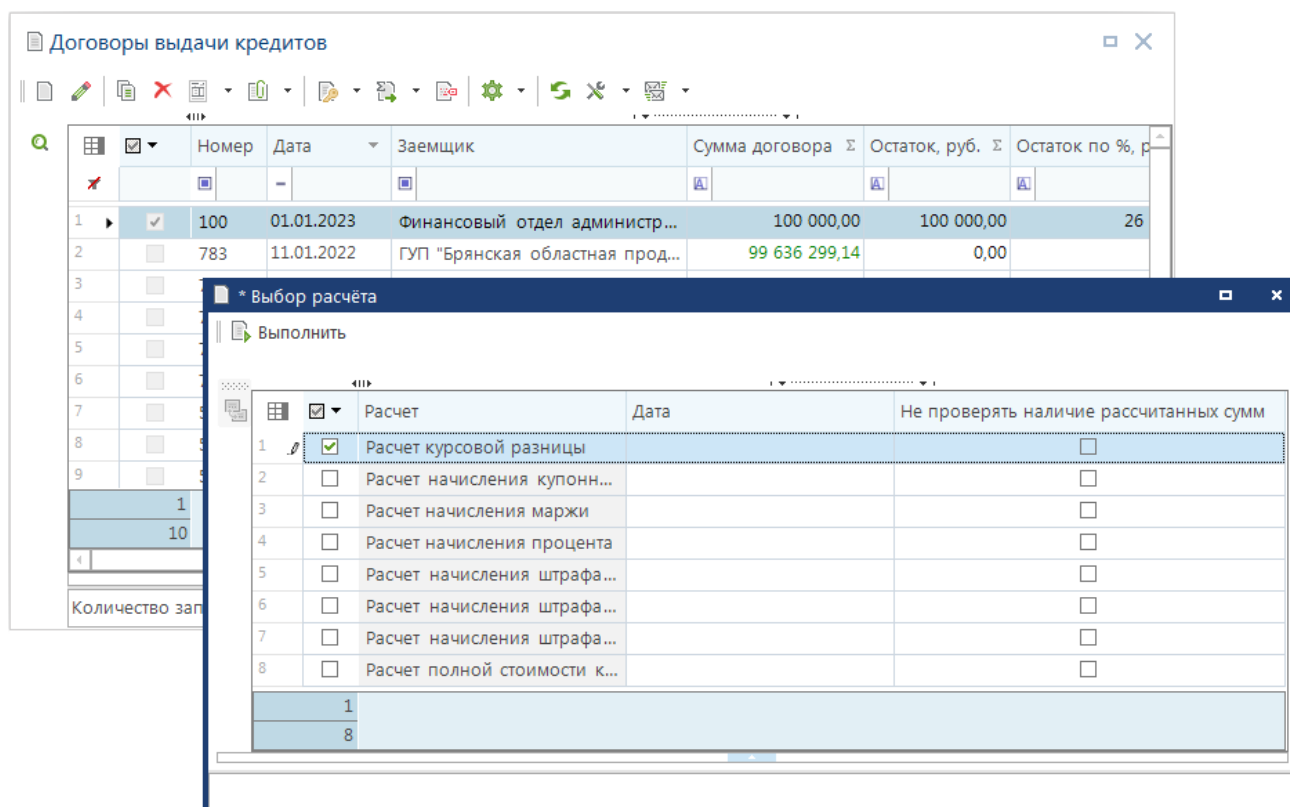 Договоры выдачи кредитов
Номер Дата Заемщик Сумма договора Σ Остаток, руб. Σ Остаток по %, р
1 100 01.01.2023 Финансовый отдел администр... 100 000,00 100 000,00 26
2 783 11.01.2022 ГУП "Брянская областная прод... 99 636 299,14 0,00
3
4
5
6
7
8
9
1
10
Количество зап
* Выбор расчёта
Выполнить
Расчет Дата Не проверять наличие рассчитанных сумм
1 Расчет курсовой разницы
2 Расчет начисления купонн...
3 Расчет начисления маржи
4 Расчет начисления процента
5 Расчет начисления штрафа...
6 Расчет начисления штрафа...
7 Расчет начисления штрафа...
8 Расчет полной стоимости к...
1
8